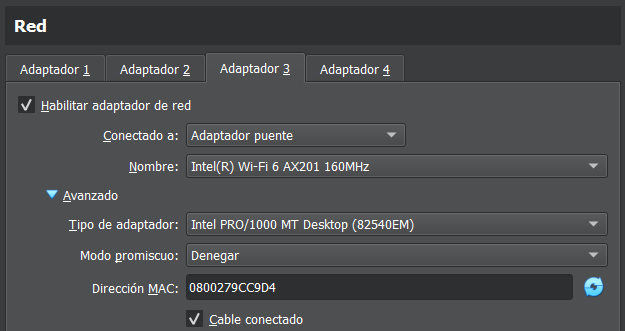 Red
Adaptador 1 Adaptador 2 Adaptador 3 Adaptador 4
Habilitar adaptador de red
Conectado a: Adaptador puente
Nombre: Intel(R) Wi-Fi 6 AX201 160MHz
Avanzado
Tipo de adaptador: Intel PRO/1000 MT Desktop (82540EM)
Modo promiscuo: Denegar
Dirección MAC: 0800279CC9D4
Cable conectado